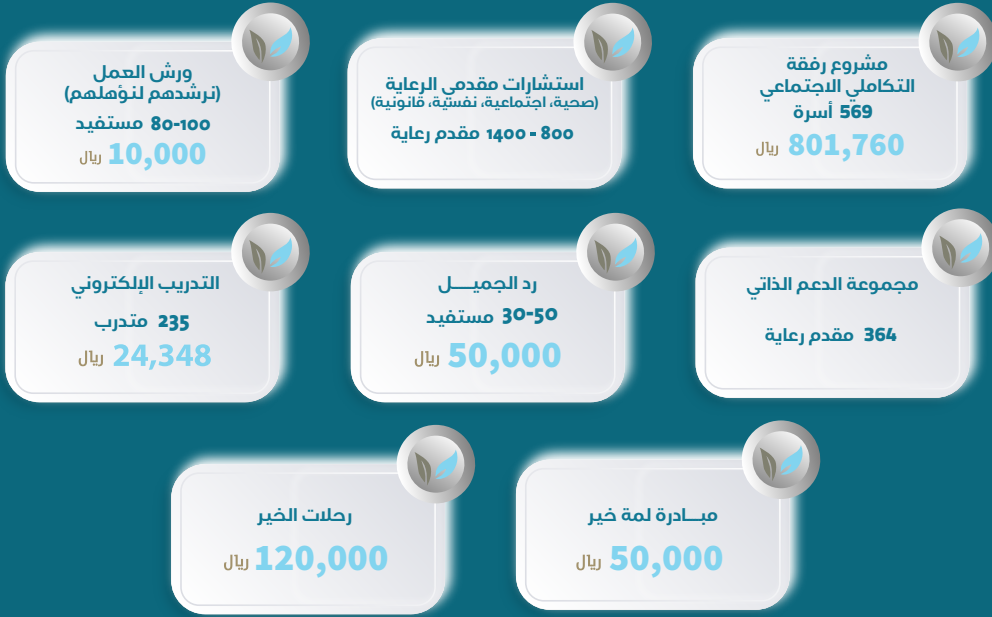 مشروع رفقة
التكاملي الاجتماعي
569 أسرة
801,760 ريال
استشارات مقدمي الرعاية
(صحية، اجتماعية، نفسية، قانونية)
800 - 1400 مقدم رعاية
ورش العمل
(نرشدهم لنؤهلهم)
80-100 مستفيد
10,000 ريال
مجموعة الدعم الذاتي
364 مقدم رعاية
رد الجميــــل
30-50 مستفيد
50,000 ريال
التدريب الإلكتروني
235 متدرب
24,348 ريال
مبــادرة لمة خير
50,000 ريال
رحلات الخير
120,000 ريال